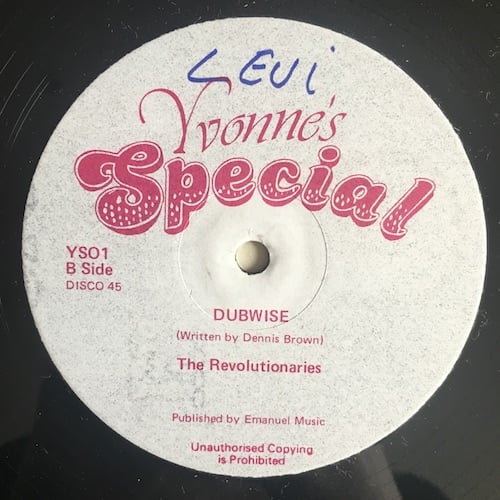 LEVi
Yvonne's
Special
YSO1
B Side
DISCO 45
DUBWISE
(Written by Dennis Brown)
The Revolutionaries
Published by Emanuel Music
Unauthorised Copying
is Prohibited